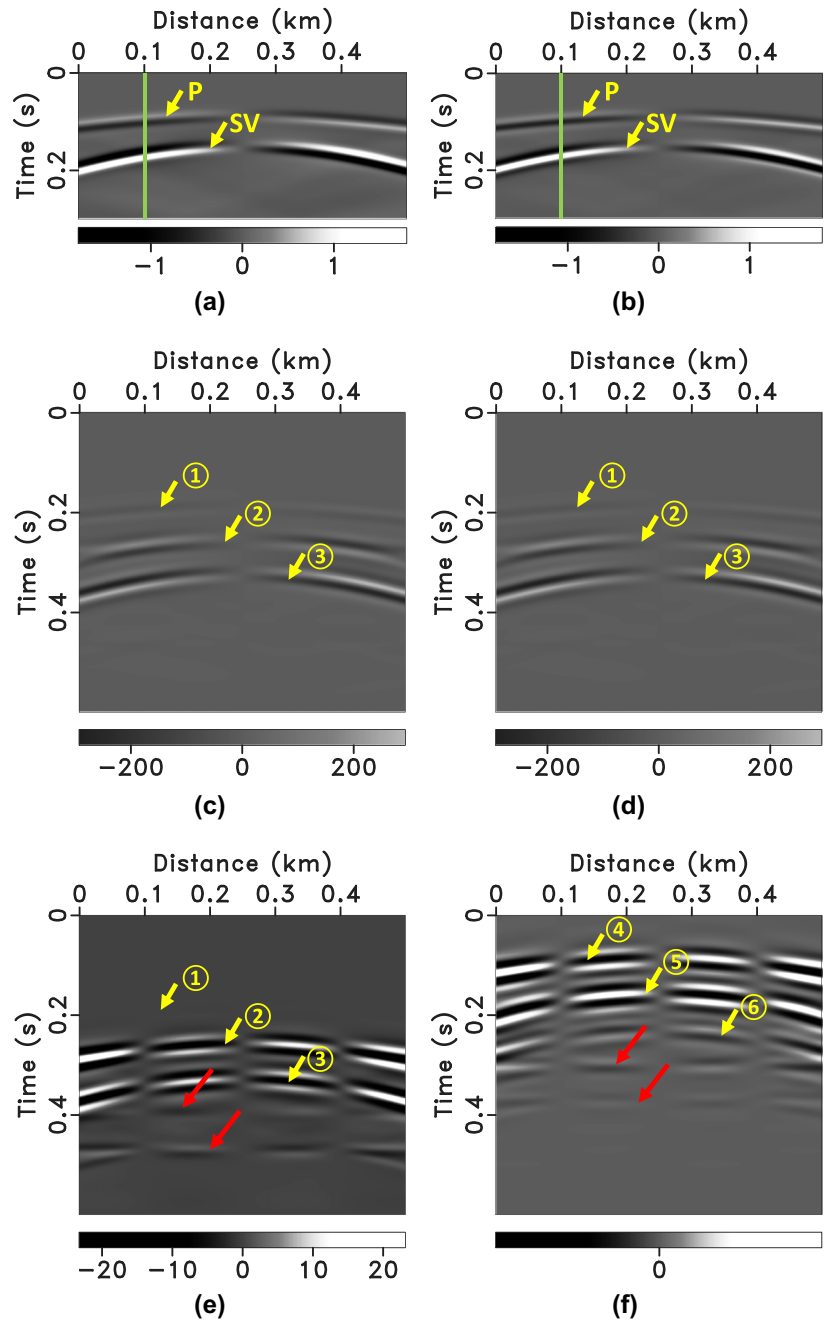 Distance (km)
0 0.1 0.2 0.3 0.4
Time (s)
0
0.2
P
SV
−1 0 1
(a)
Distance (km)
0 0.1 0.2 0.3 0.4
Time (s)
0
0.2
P
SV
−1 0 1
(b)
Distance (km)
0 0.1 0.2 0.3 0.4
Time (s)
0
0.2
0.4
①
②
③
−200 0 200
(c)
Distance (km)
0 0.1 0.2 0.3 0.4
Time (s)
0
0.2
0.4
①
②
③
−200 0 200
(d)
Distance (km)
0 0.1 0.2 0.3 0.4
Time (s)
0
0.2
0.4
①
②
③
−20 −10 0 10 20
(e)
Distance (km)
0 0.1 0.2 0.3 0.4
Time (s)
0
0.2
0.4
④
⑤
⑥
0
(f)